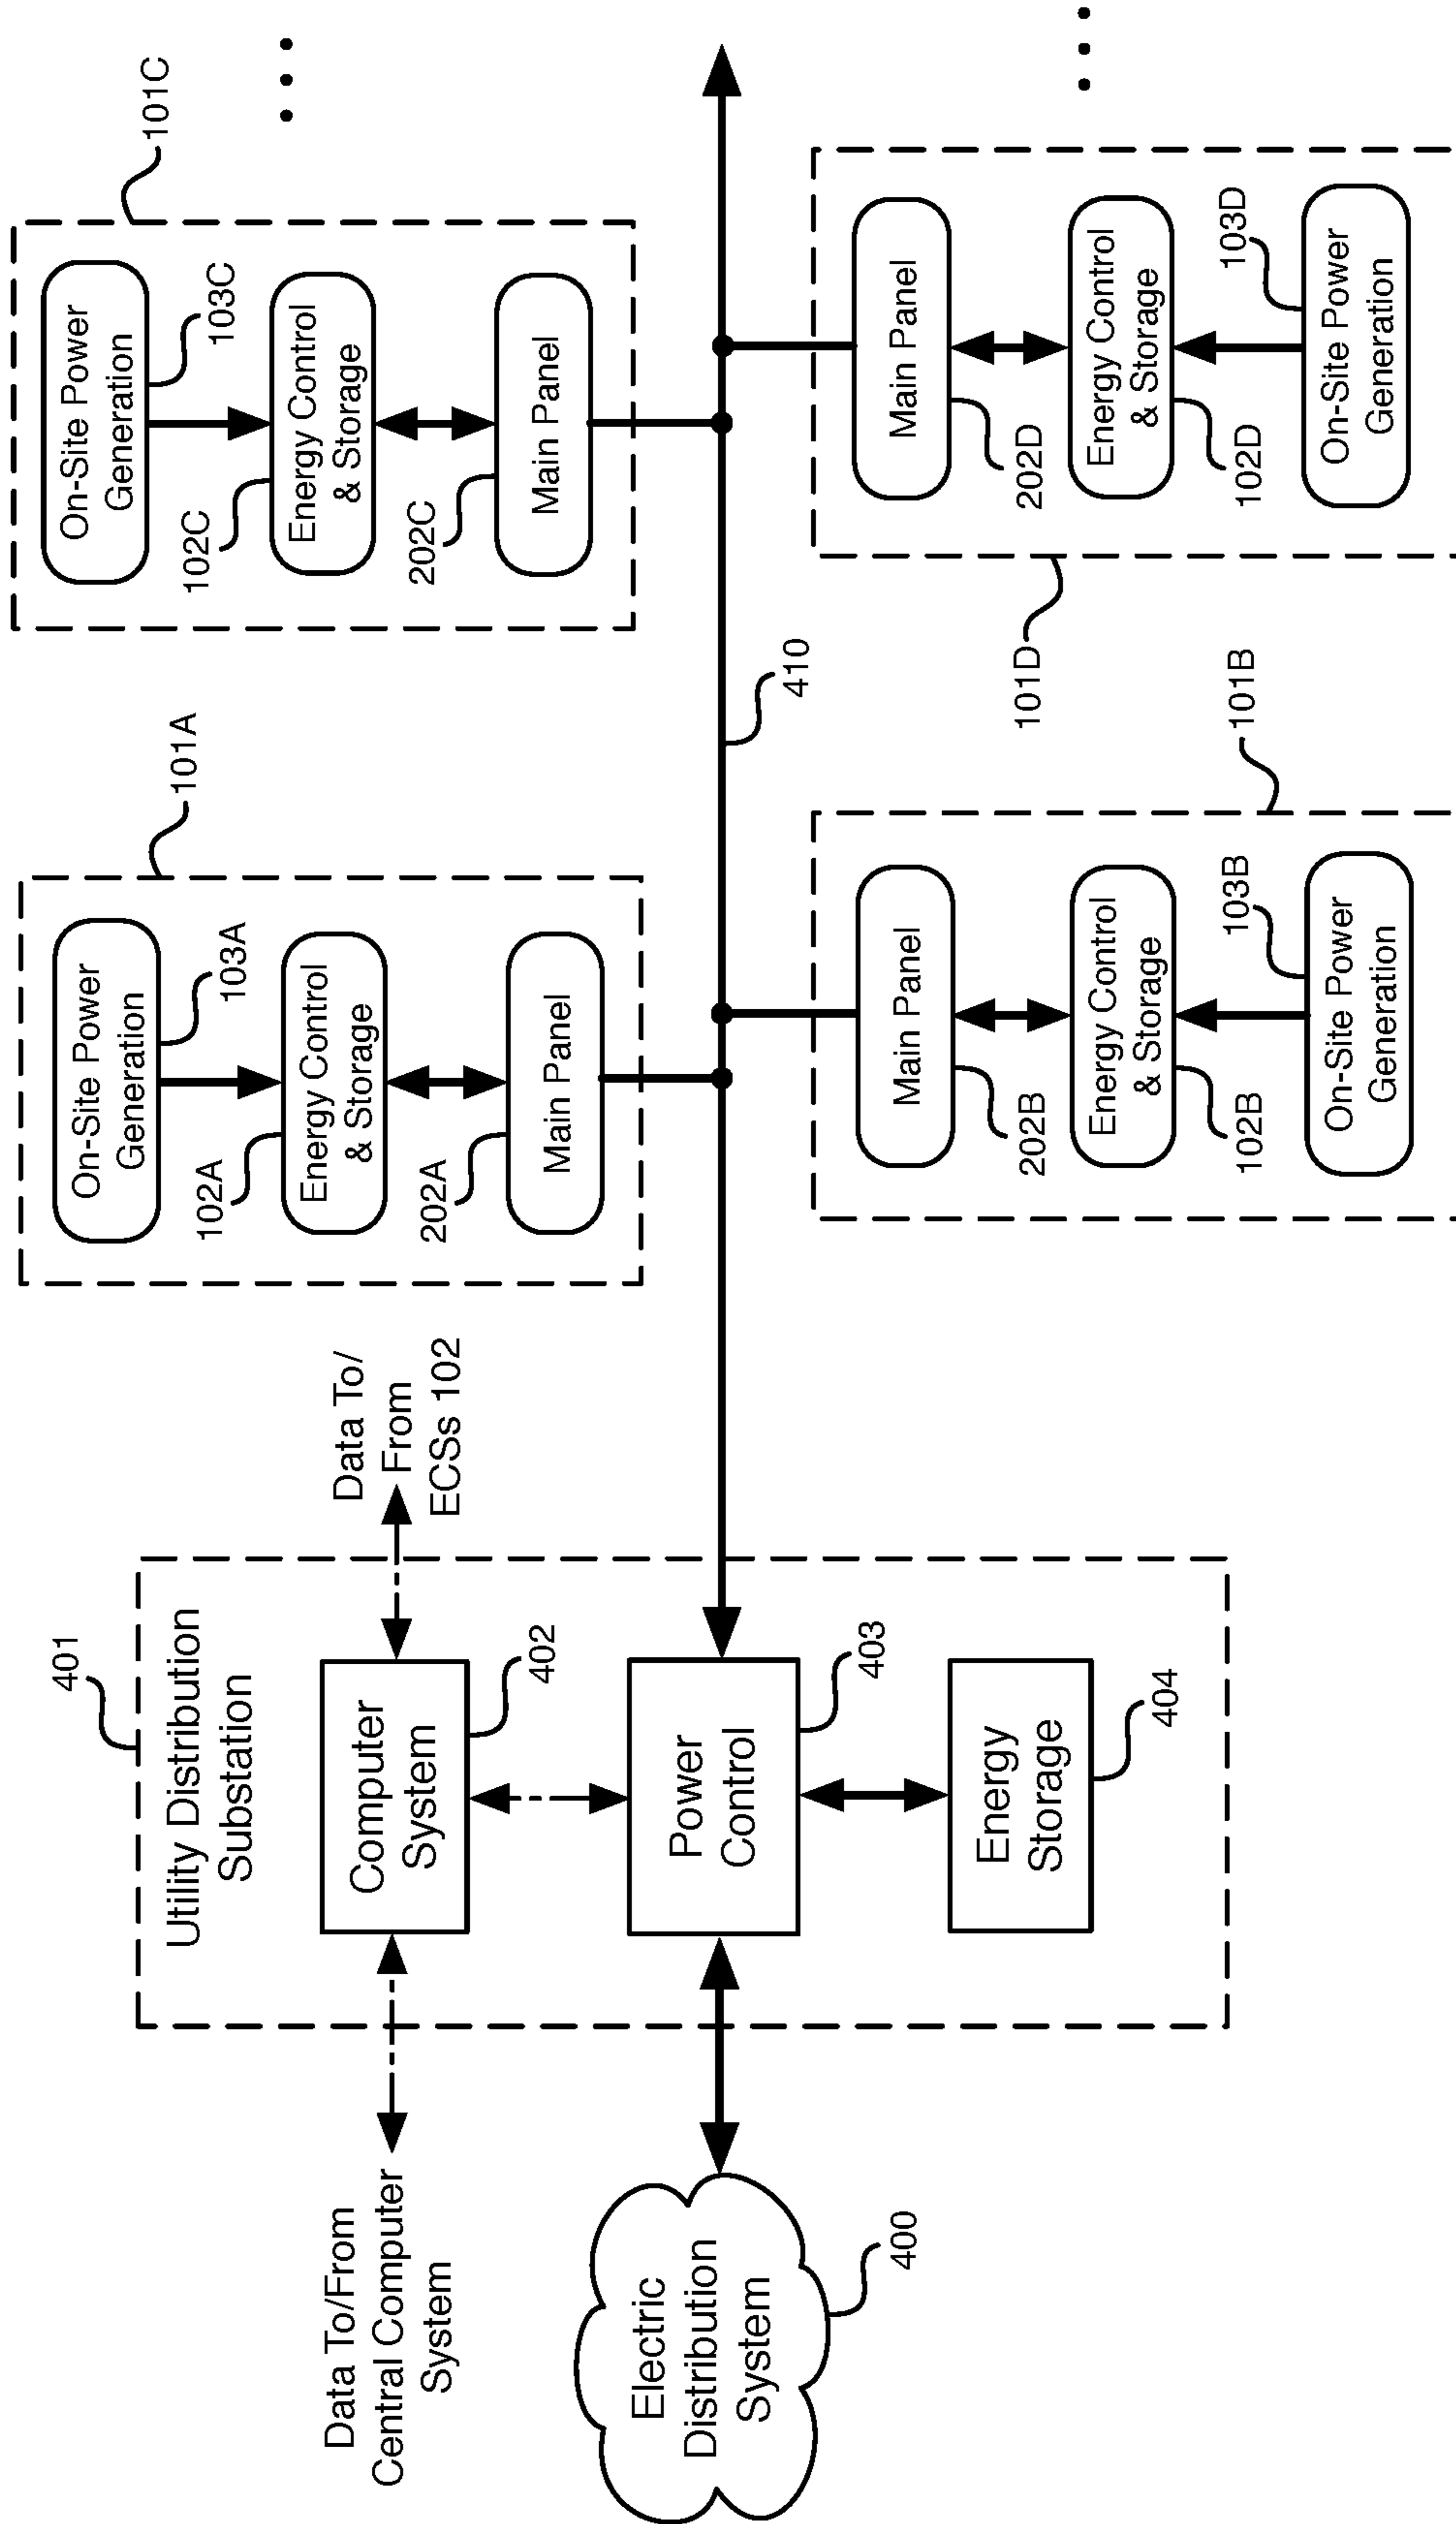 Data To/From
Central Computer
System
Electric
Distribution
System
400
401
Utility Distribution
Substation
Computer
System
402
Power
Control
403
Energy
Storage
404
Data To/
From
ECSs 102
410
101A
On-Site Power
Generation
103A
102A
Energy Control
& Storage
202A
Main Panel
101B
Main Panel
202B
Energy Control
& Storage
102B
103B
On-Site Power
Generation
101C
On-Site Power
Generation
103C
102C
Energy Control
& Storage
202C
Main Panel
101D
Main Panel
202D
Energy Control
& Storage
102D
103D
On-Site Power
Generation